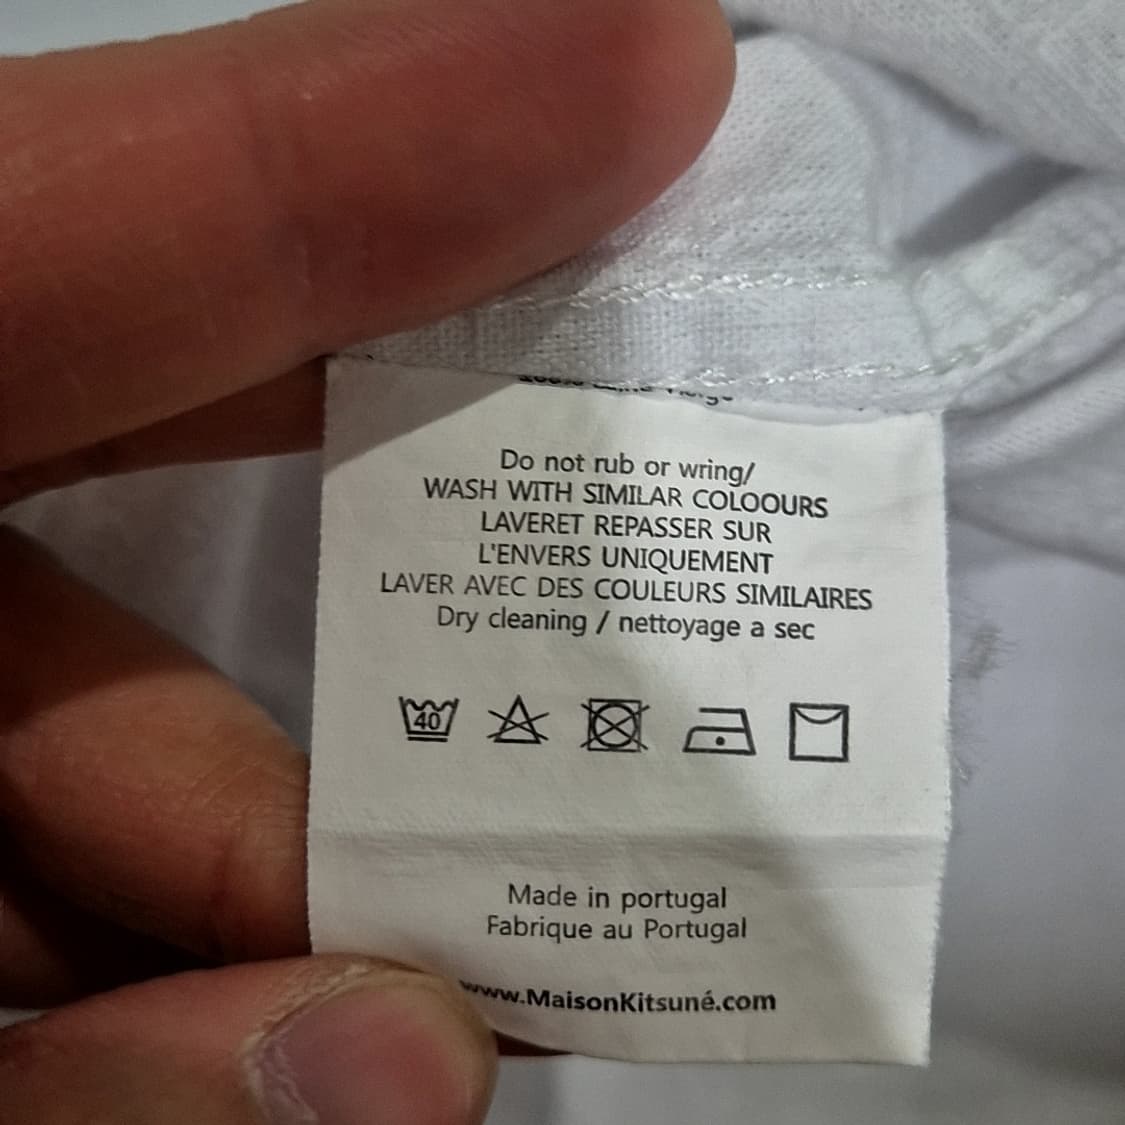 Do not rub or wring/
WASH WITH SIMILAR COLOOURS
LAVERET REPASSER SUR
L'ENVERS UNIQUEMENT
LAVER AVEC DES COULEURS SIMILAIRES
Dry cleaning / nettoyage a sec
40
Made in portugal
Fabrique au Portugal
www.MaisonKitsuné.com